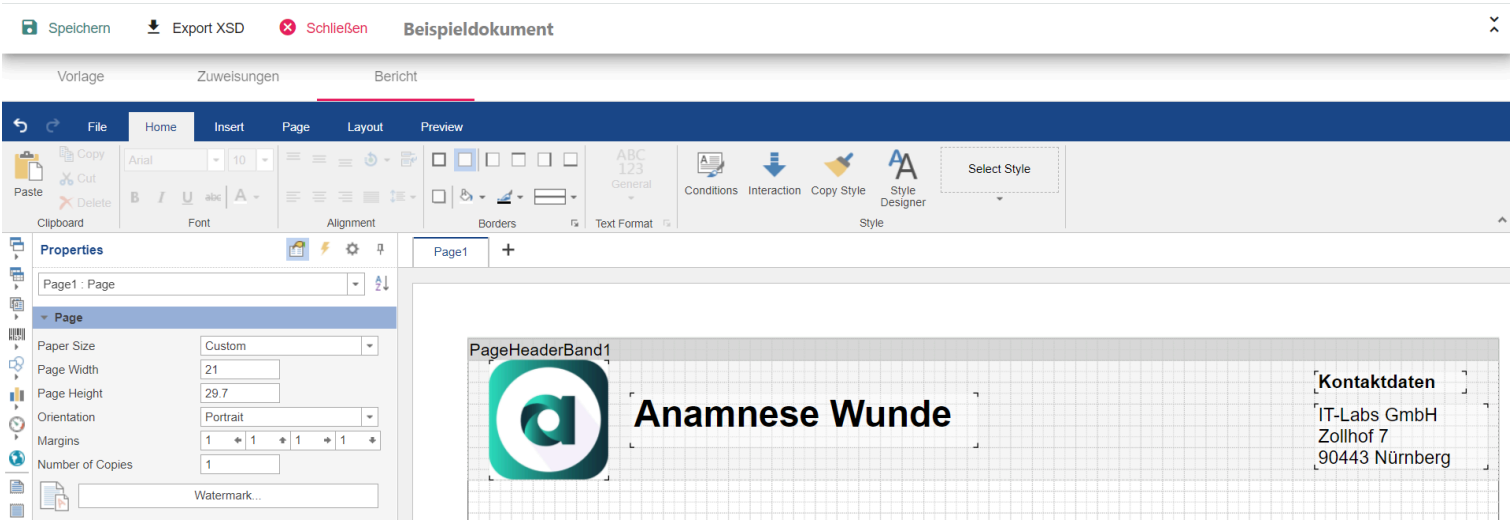 Speichern Export XSD Schließen Beispieldokument
Vorlage Zuweisungen Bericht
File Home Insert Page Layout Preview
Paste
Copy
Cut
Delete
Clipboard
Arial 10
B I U abc A
Font
Alignment
Borders
ABC
123
General
Text Format
Conditions Interaction Copy Style Style
Designer
Select Style
Style
Properties
Page1 : Page
A
Z
Page
Paper Size Custom
Page Width 21
Page Height 29.7
Orientation Portrait
Margins 1 1 1 1
Number of Copies 1
Watermark...
Page1 +
PageHeaderBand1
a
Anamnese Wunde
Kontaktdaten
IT-Labs GmbH
Zollhof 7
90443 Nürnberg